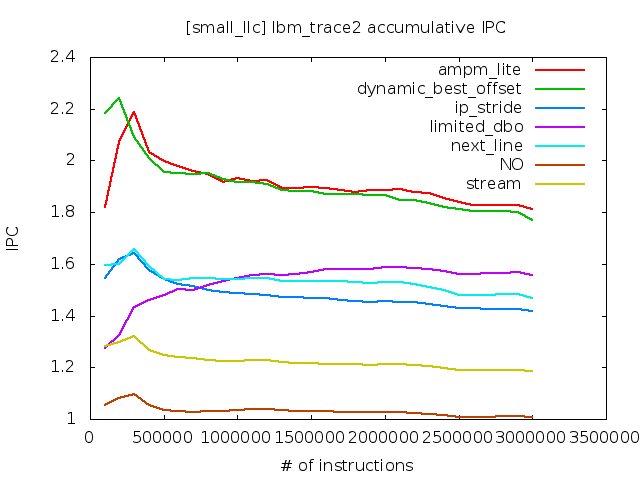 [small_llc] lbm_trace2 accumulative IPC
2.4
2.2
2
1.8
1.6
1.4
1.2
1
IPC
ampm_lite
dynamic_best_offset
ip_stride
limited_dbo
next_line
NO
stream
0 500000 1000000 1500000 2000000 2500000 3000000 3500000
# of instructions